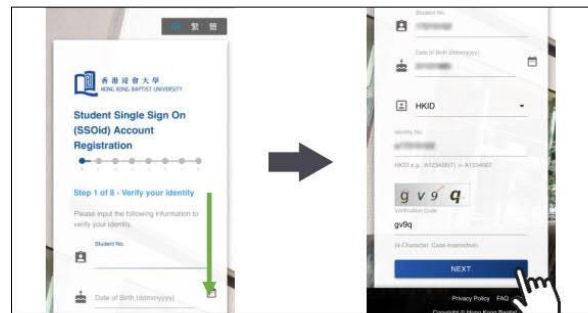 繁 簡
香港浸會大學
HONG KONG BAPTIST UNIVERSITY
Student Single Sign On
(SSOid) Account
Registration
Step 1 of 8 - Verify your identity
Please input the following information to
verify your identity.
Student No.
Date of Birth (ddmmyyyy)
Student No.
Date of Birth (ddmmyyyy)
HKID
Identity No.
HKID e.g.: A123456(7) -> A1234567
g v 9 q
Verification Code
gv9q
(4-Character, Case-Insensitive)
NEXT
Privacy Policy FAQ
Copyright © Hong Kong Baptist